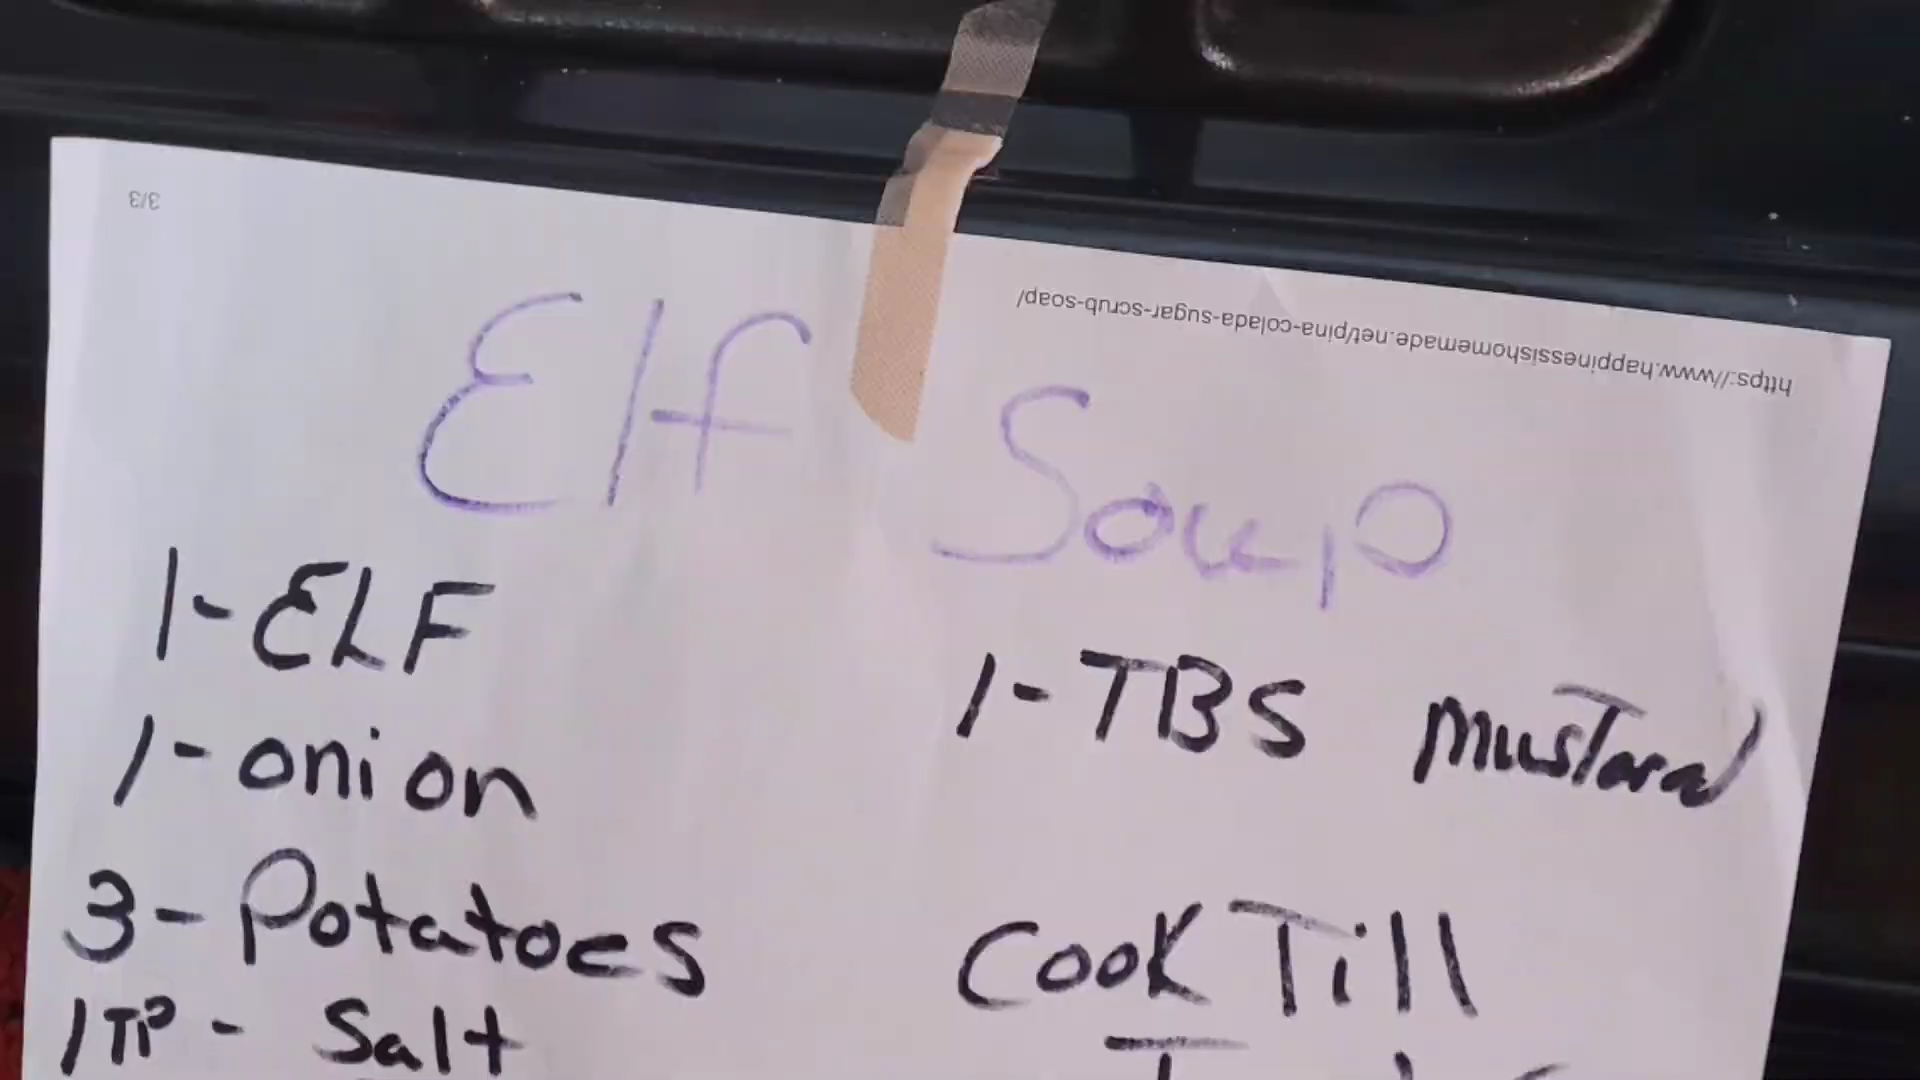 3/3
https://www.happinessishomemade.net/pina-colada-sugar-scrub-soap/
Elf Soup
1-ELF
1-onion
3-Potatoes
1TP - Salt
1-TBS Mustard
Cook Till